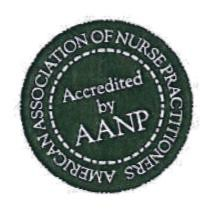 AMERICAN ASSOCIATION OF NURSE PRACTITIONERS
Accredited
by
AANP